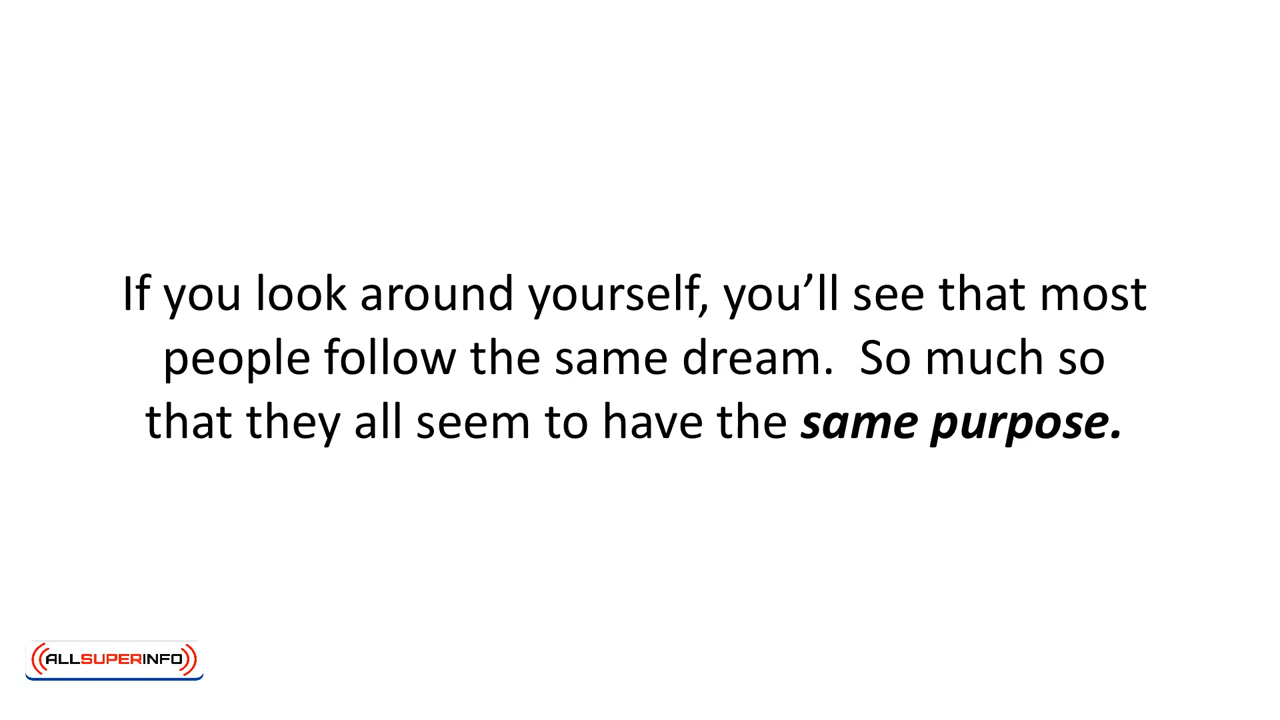 If you look around yourself, you’ll see that most
people follow the same dream.  So much so
that they all seem to have the same purpose.
ALLSUPERINFO